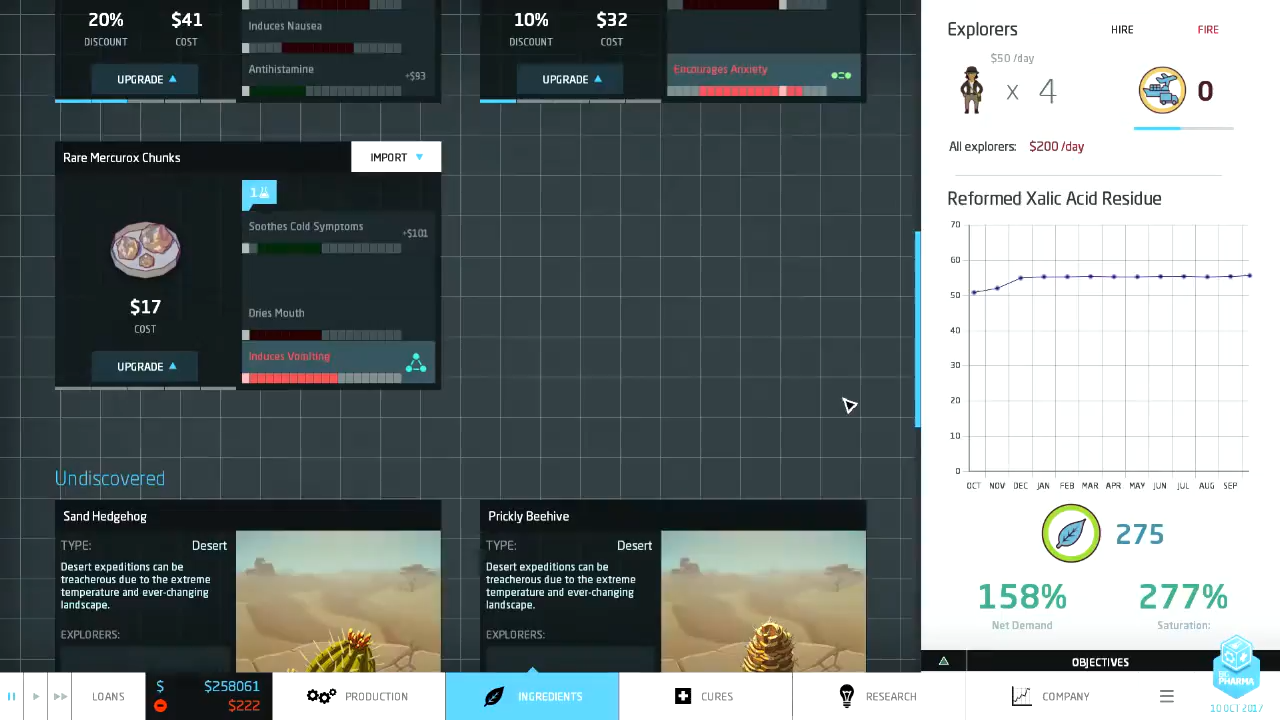 20%
$41
DISCOUNT
COST
UPGRADE
Induces Nausea
Antihistamine
+$93
10%
$32
DISCOUNT
COST
UPGRADE
Encourages Anxiety
Rare Mercurox Chunks
IMPORT
1
Soothes Cold Symptoms
+$101
$17
COST
Dries Mouth
UPGRADE
Induces Vomiting
Undiscovered
Sand Hedgehog
TYPE:
Desert
Desert expeditions can be
treacherous due to the extreme
temperature and ever-changing
landscape.
EXPLORERS:
Prickly Beehive
TYPE:
Desert
Desert expeditions can be
treacherous due to the extreme
temperature and ever-changing
landscape.
EXPLORERS:
Explorers
HIRE
FIRE
$50 /day
x 4
0
All explorers: $200 /day
Reformed Xalic Acid Residue
70
60
50
40
30
20
10
0
OCT NOV DEC JAN FEB MAR APR MAY JUN JUL AUG SEP
275
158%
277%
Net Demand
Saturation:
OBJECTIVES
LOANS
$ $258061
$222
PRODUCTION
INGREDIENTS
CURES
RESEARCH
COMPANY
BIG PHARMA
10 OCT 2017